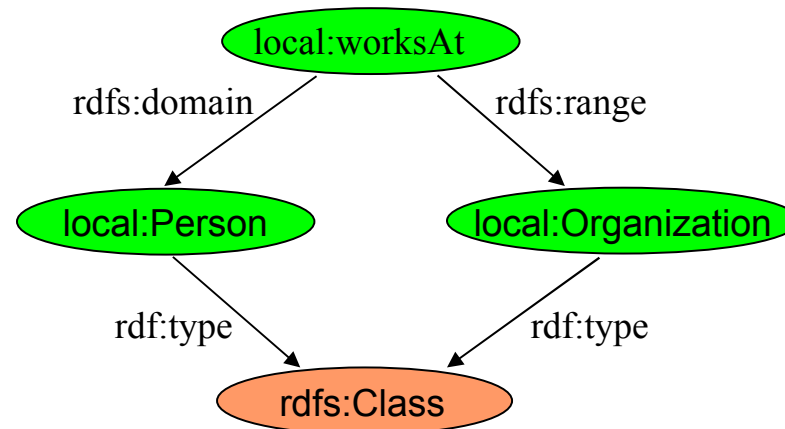 local:worksAt
rdfs:domain
rdfs:range
local:Person
local:Organization
rdf:type
rdf:type
rdfs:Class